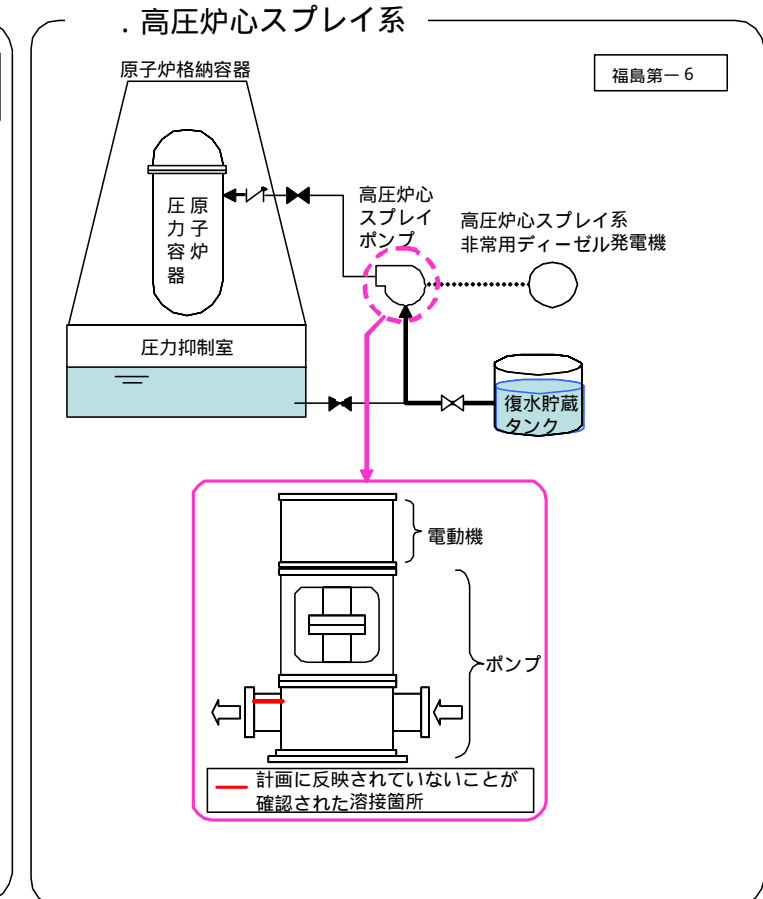 . 高圧炉心スプレイ系
福島第一 6
原子炉格納容器
原子炉
圧力容器
高圧炉心
スプレイ
ポンプ
高圧炉心スプレイ系
非常用ディーゼル発電機
圧力抑制室
復水貯蔵
タンク
電動機
ポンプ
計画に反映されていないことが
確認された溶接箇所